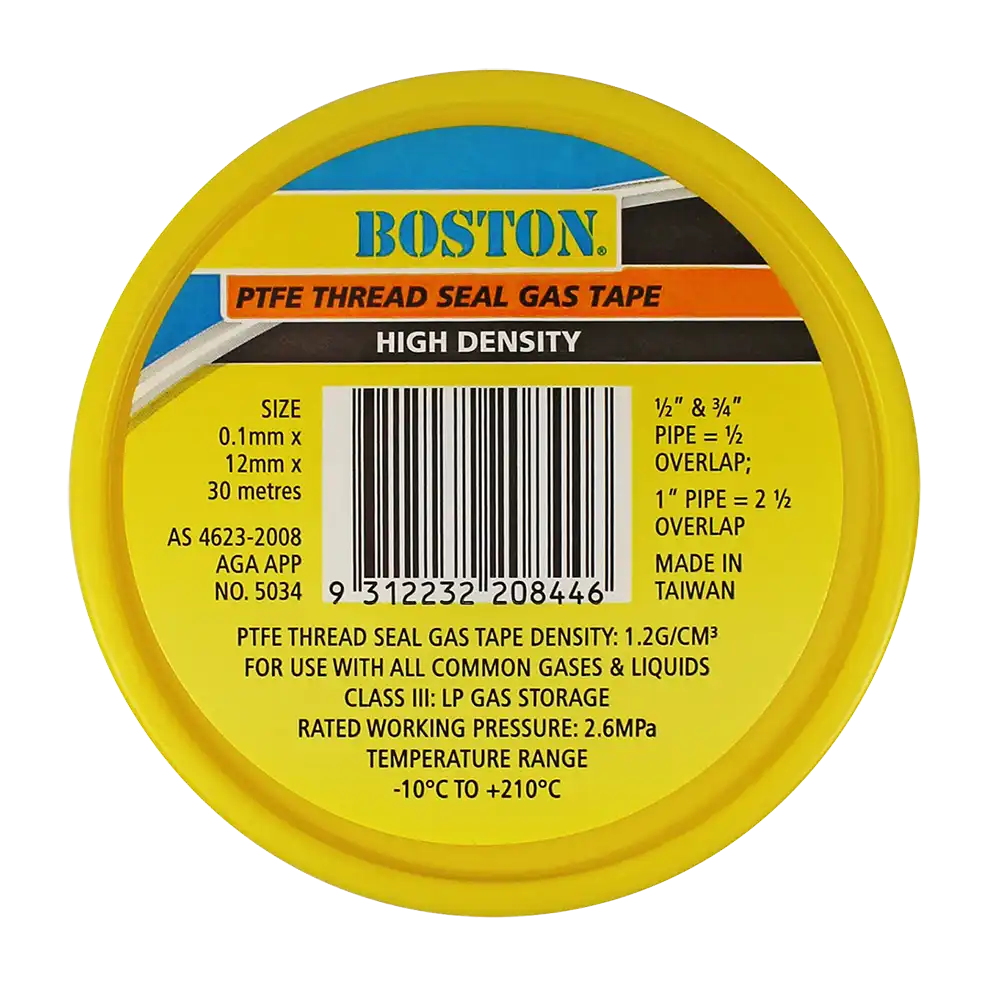 BOSTON®
PTFE THREAD SEAL GAS TAPE
HIGH DENSITY
SIZE
0.1mm x
12mm x
30 metres
AS 4623-2008
AGA APP
NO. 5034
9 312232 208446
½" & ¾"
PIPE = ½
OVERLAP;
1" PIPE = 2 ½
OVERLAP
MADE IN
TAIWAN
PTFE THREAD SEAL GAS TAPE DENSITY: 1.2G/CM³
FOR USE WITH ALL COMMON GASES & LIQUIDS
CLASS III: LP GAS STORAGE
RATED WORKING PRESSURE: 2.6MPa
TEMPERATURE RANGE
-10°C TO +210°C